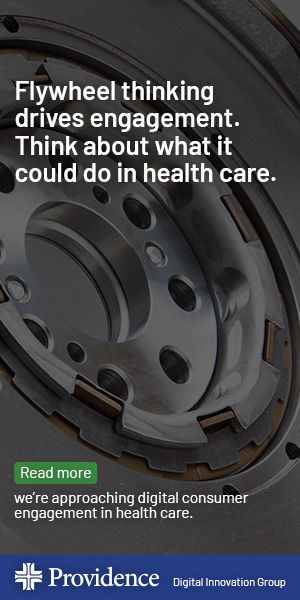 Flywheel thinking
drives engagement.
Think about what it
could do in health care.
Read more
we're approaching digital consumer
engagement in health care.
Providence Digital Innovation Group